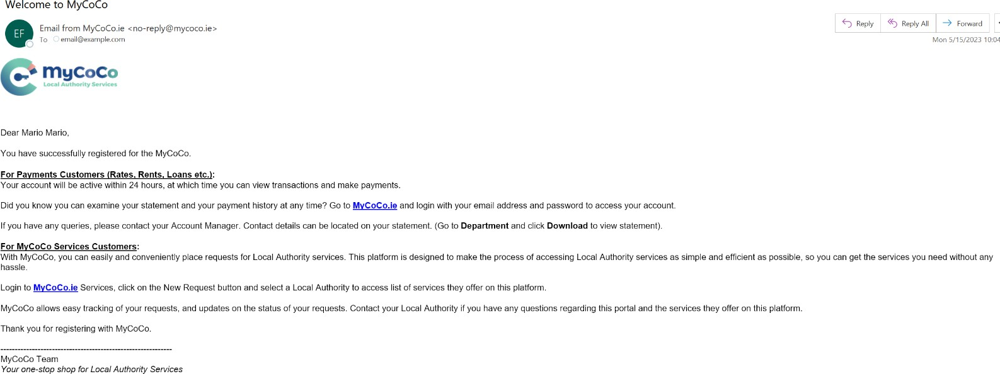 Welcome to MyCoCo
EF
Email from MyCoCo.ie <no-reply@mycoco.ie>
To email@example.com
Reply
Reply All
Forward
Mon 5/15/2023 10:04
myCoCo
Local Authority Services
Dear Mario Mario,
You have successfully registered for the MyCoCo.
For Payments Customers (Rates, Rents, Loans etc.):
Your account will be active within 24 hours, at which time you can view transactions and make payments.
Did you know you can examine your statement and your payment history at any time? Go to MyCoCo.ie and login with your email address and password to access your account.
If you have any queries, please contact your Account Manager. Contact details can be located on your statement. (Go to Department and click Download to view statement).
For MyCoCo Services Customers:
With MyCoCo, you can easily and conveniently place requests for Local Authority services. This platform is designed to make the process of accessing Local Authority services as simple and efficient as possible, so you can get the services you need without any
hassle.
Login to MyCoCo.ie Services, click on the New Request button and select a Local Authority to access list of services they offer on this platform.
MyCoCo allows easy tracking of your requests, and updates on the status of your requests. Contact your Local Authority if you have any questions regarding this portal and the services they offer on this platform.
Thank you for registering with MyCoCo.
------------------------------------------------------------
MyCoCo Team
Your one-stop shop for Local Authority Services